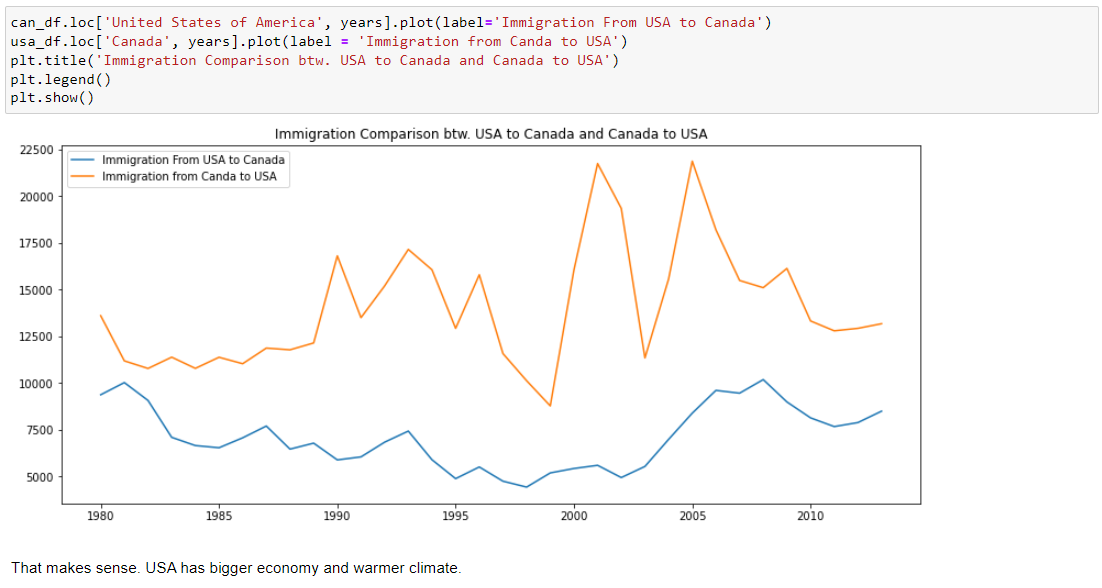 can_df.loc['United States of America', years].plot(label='Immigration From USA to Canada')
usa_df.loc['Canada', years].plot(label = 'Immigration from Canda to USA')
plt.title('Immigration Comparison btw. USA to Canada and Canada to USA')
plt.legend()
plt.show()
Immigration Comparison btw. USA to Canada and Canada to USA
Immigration From USA to Canada
Immigration from Canda to USA
22500
20000
17500
15000
12500
10000
7500
5000
1980 1985 1990 1995 2000 2005 2010
That makes sense. USA has bigger economy and warmer climate.